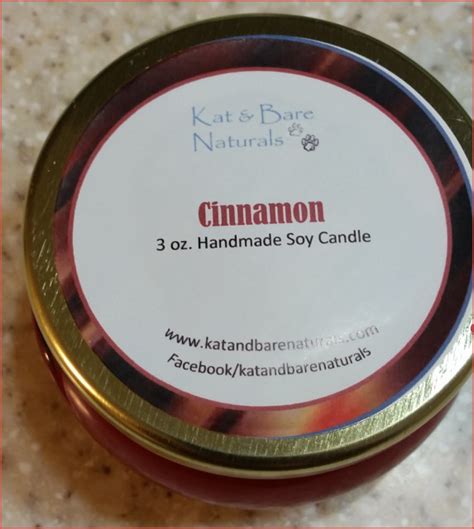 Kat & Bare
Naturals
Cinnamon
3 oz. Handmade Soy Candle
www.katandbarenaturals.com
Facebook/katandbarenaturals